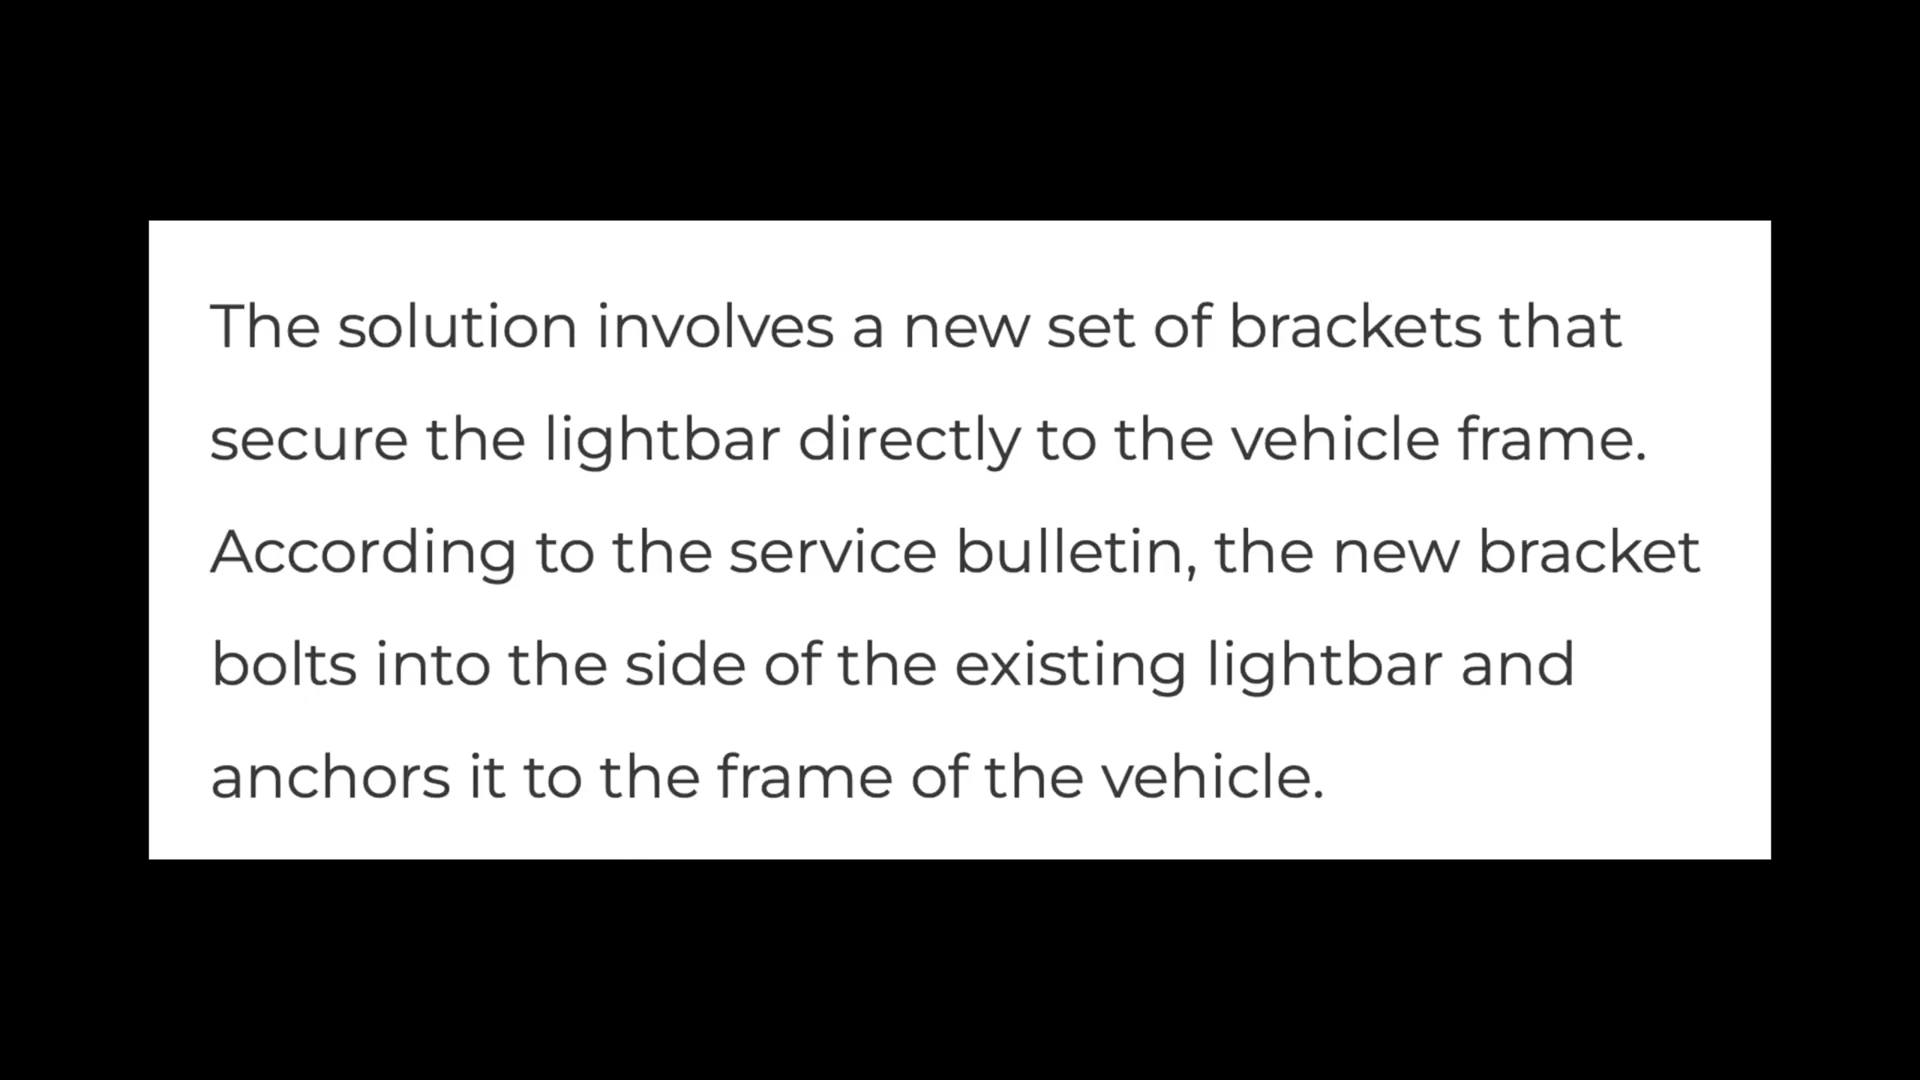 The solution involves a new set of brackets that
secure the lightbar directly to the vehicle frame.
According to the service bulletin, the new bracket
bolts into the side of the existing lightbar and
anchors it to the frame of the vehicle.